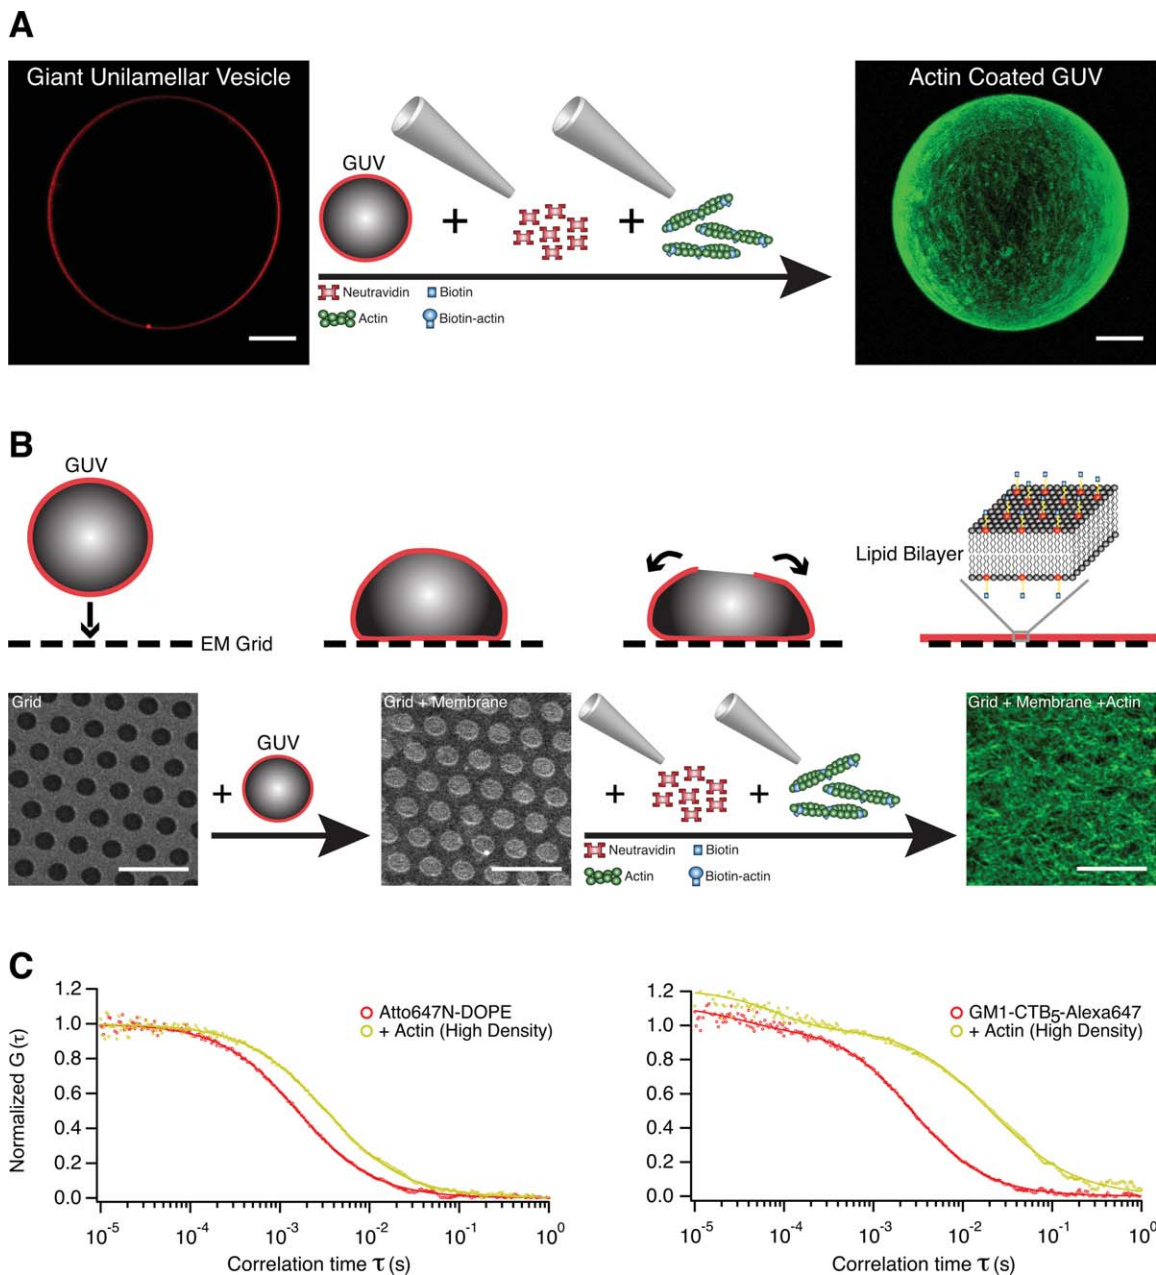 A
Giant Unilamellar Vesicle
GUV
Actin Coated GUV
Neutravidin
Biotin
Actin
Biotin-actin
B
GUV
EM Grid
Lipid Bilayer
Grid
GUV
Grid + Membrane
Neutravidin
Biotin
Actin
Biotin-actin
Grid + Membrane +Actin
C
Normalized G(τ)
1.2
1.0
0.8
0.6
0.4
0.2
0.0
Atto647N-DOPE
+ Actin (High Density)
10⁻⁵ 10⁻⁴ 10⁻³ 10⁻² 10⁻¹ 10⁰
Correlation time τ (s)
1.2
1.0
0.8
0.6
0.4
0.2
0.0
GM1-CTB₅-Alexa647
+ Actin (High Density)
10⁻⁵ 10⁻⁴ 10⁻³ 10⁻² 10⁻¹ 10⁰
Correlation time τ (s)